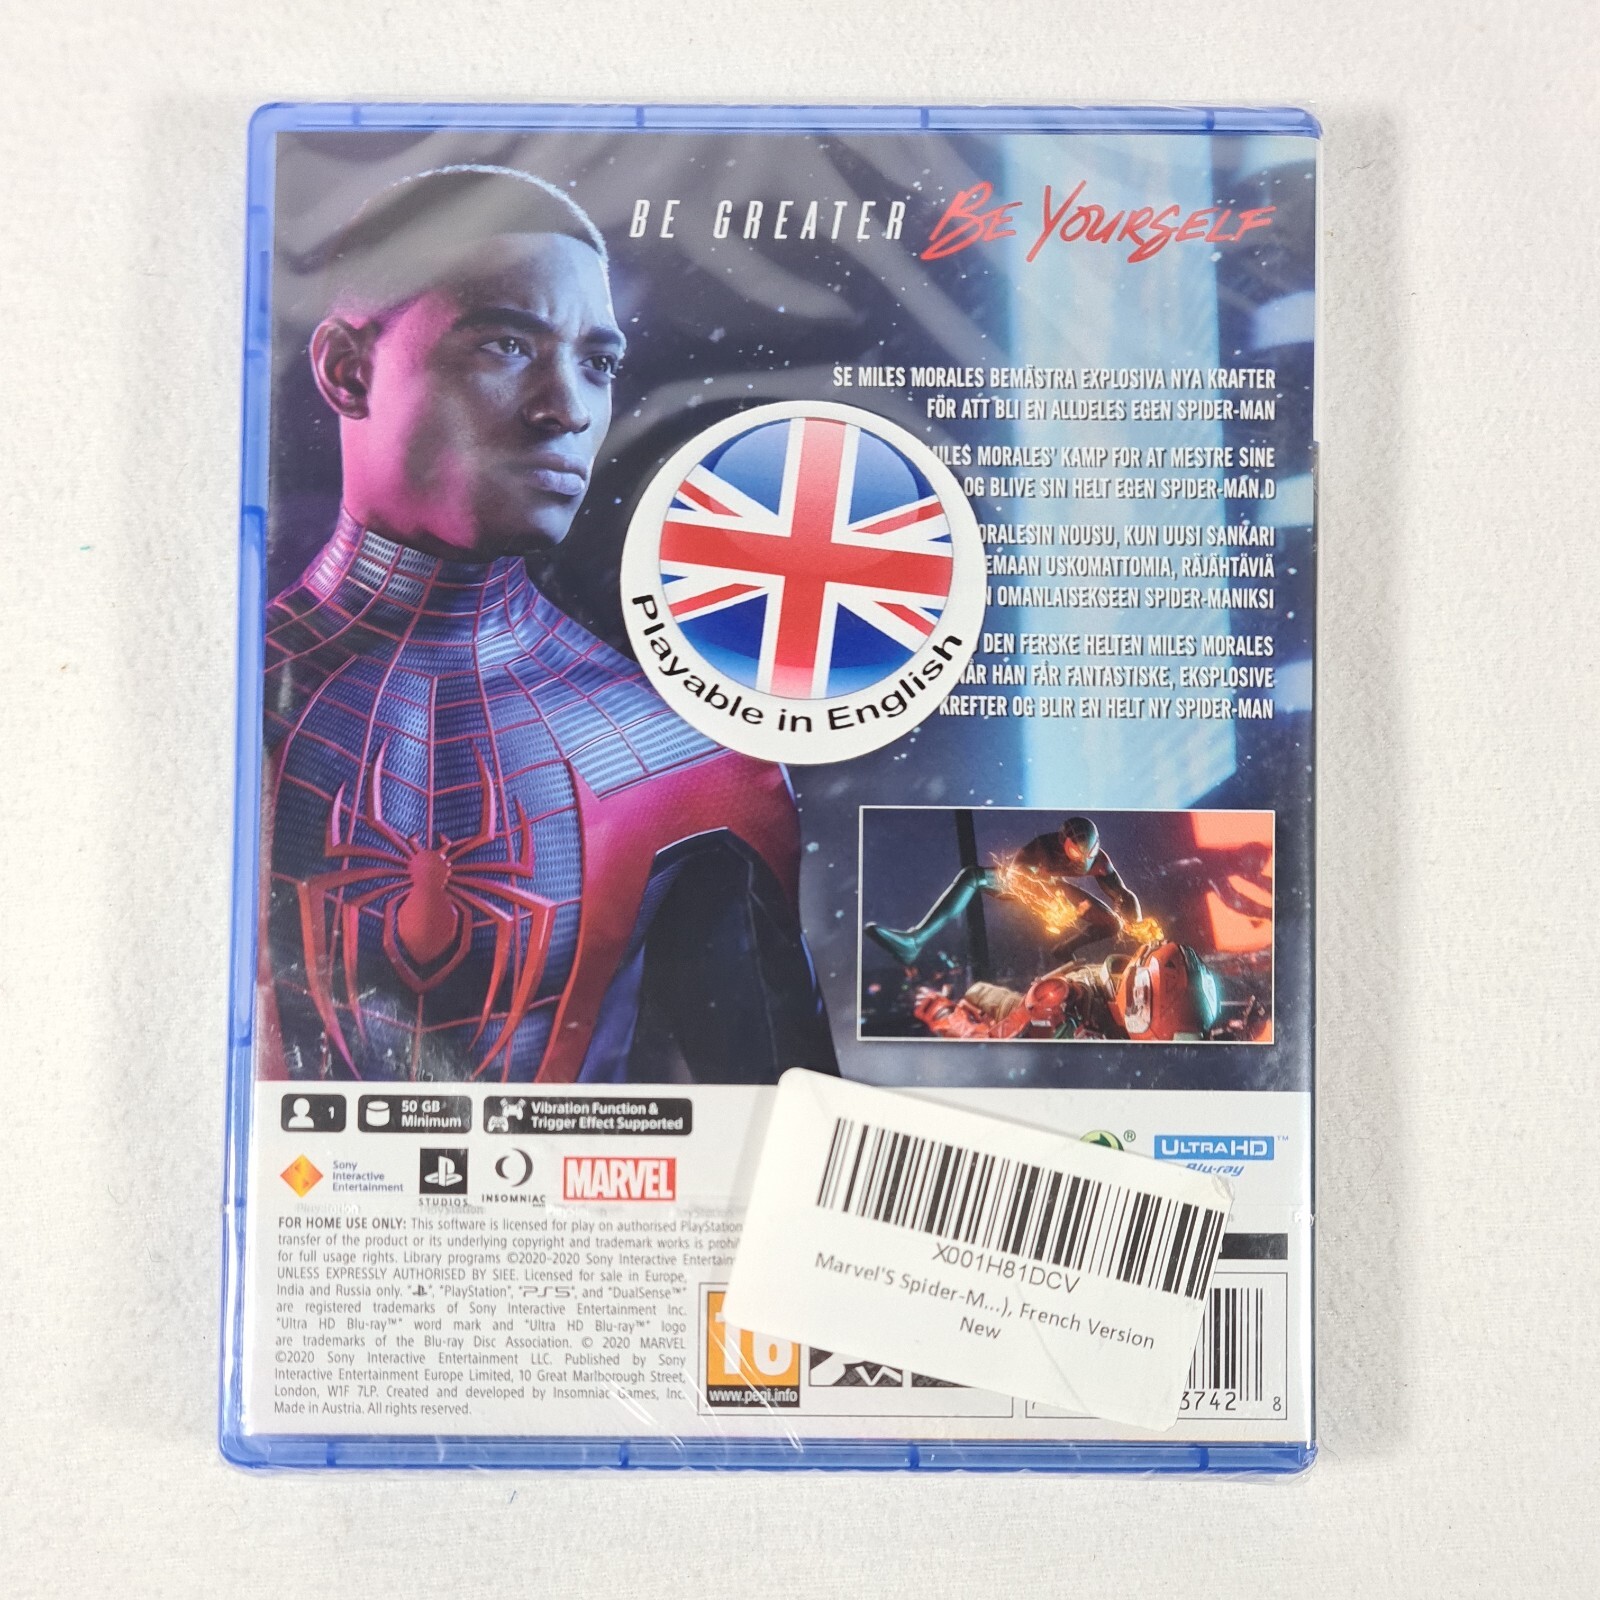 BE GREATER BE YOURSELF
SE MILES MORALES BEMÄSTRA EXPLOSIVA NYA KRAFTER
FÖR ATT BLI EN ALLDELES EGEN SPIDER-MAN
MILES MORALES' KAMP FOR AT MESTRE SINE
OG BLIVE SIN HELT EGEN SPIDER-MAN.D
KUN UUSI SANKARI
NOUSU,
USKOMATTOMIA, RÄJÄHTÄVIÄ
OMANLAISEKSEEN SPIDER-MANIKSI
DEN FERSKE HELTEN MILES MORALES
NÅR HAN FÅR FANTASTISKE, EKSPLOSIVE
KREFTER OG BLIR EN HELT NY SPIDER-MAN
Playable in English
1
50 GB
Minimum
Vibration Function &
Trigger Effect Supported
Sony
Interactive
Entertainment
STUDIOS
INSOMNIAC
MARVEL
ULTRA HD
Blu-ray
FOR HOME USE ONLY: This software is licensed for play on authorised PlayStation
transfer of the product or its underlying copyright and trademark works is
for full usage rights. Library programs ©2020-2020 Sony Interactive
UNLESS EXPRESSLY AUTHORISED BY SIEE. Licensed for sale in Europe,
India and Russia only. "PlayStation", "PS5", and "DualSense™"
are registered trademarks of Sony Interactive Entertainment Inc.
"Ultra HD Blu-ray™" word mark and "Ultra HD Blu-ray™" logo
are trademarks of the Blu-ray Disc Association. © 2020 MARVEL
©2020 Sony Interactive Entertainment LLC. Published by Sony
Interactive Entertainment Europe Limited, 10 Great Marlborough Street,
London, W1F 7LP. Created and developed by Insomniac Games, Inc.
Made in Austria. All rights reserved.
16
www.pegi.info
X001H81DCV
Marvel'S Spider-M...), French Version
New
3742 8